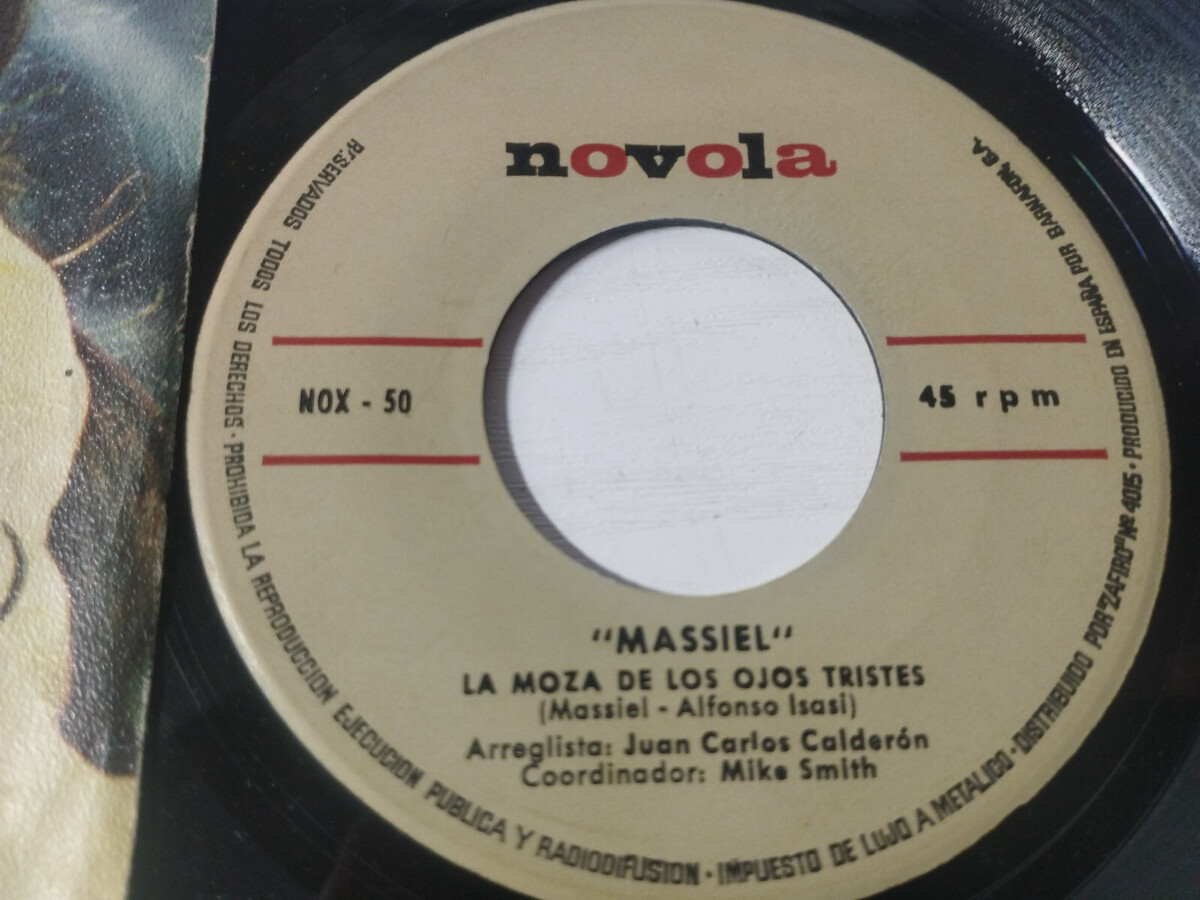 novola
NOX - 50
45 rpm
"MASSIEL"
LA MOZA DE LOS OJOS TRISTES
(Massiel - Alfonso Isasi)
Arreglista: Juan Carlos Calderón
Coordinador: Mike Smith
RESERVADOS TODOS LOS DERECHOS · PROHIBIDA LA REPRODUCCION EJECUCION PUBLICA Y RADIODIFUSION · IMPUESTO DE LUJO A METALICO · DISTRIBUIDO POR "ZAFIRO" Nº 4015 · PRODUCIDO EN ESPAÑA POR BARNAFON, S.A.